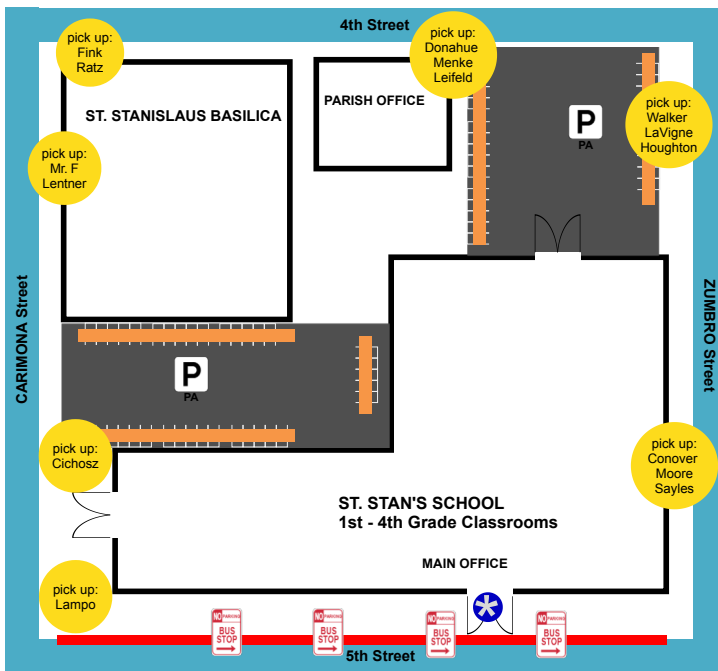 4th Street
pick up:
Fink
Ratz
pick up:
Donahue
Menke
Leifeld
ST. STANISLAUS BASILICA
PARISH OFFICE
P
PA
pick up:
Walker
LaVigne
Houghton
pick up:
Mr. F
Lentner
CARIMONA Street
ZUMBRO Street
P
PA
pick up:
Cichosz
pick up:
Conover
Moore
Sayles
ST. STAN'S SCHOOL
1st - 4th Grade Classrooms
MAIN OFFICE
pick up:
Lampo
NO PARKING
BUS
STOP
NO PARKING
BUS
STOP
NO PARKING
BUS
STOP
NO PARKING
BUS
STOP
5th Street